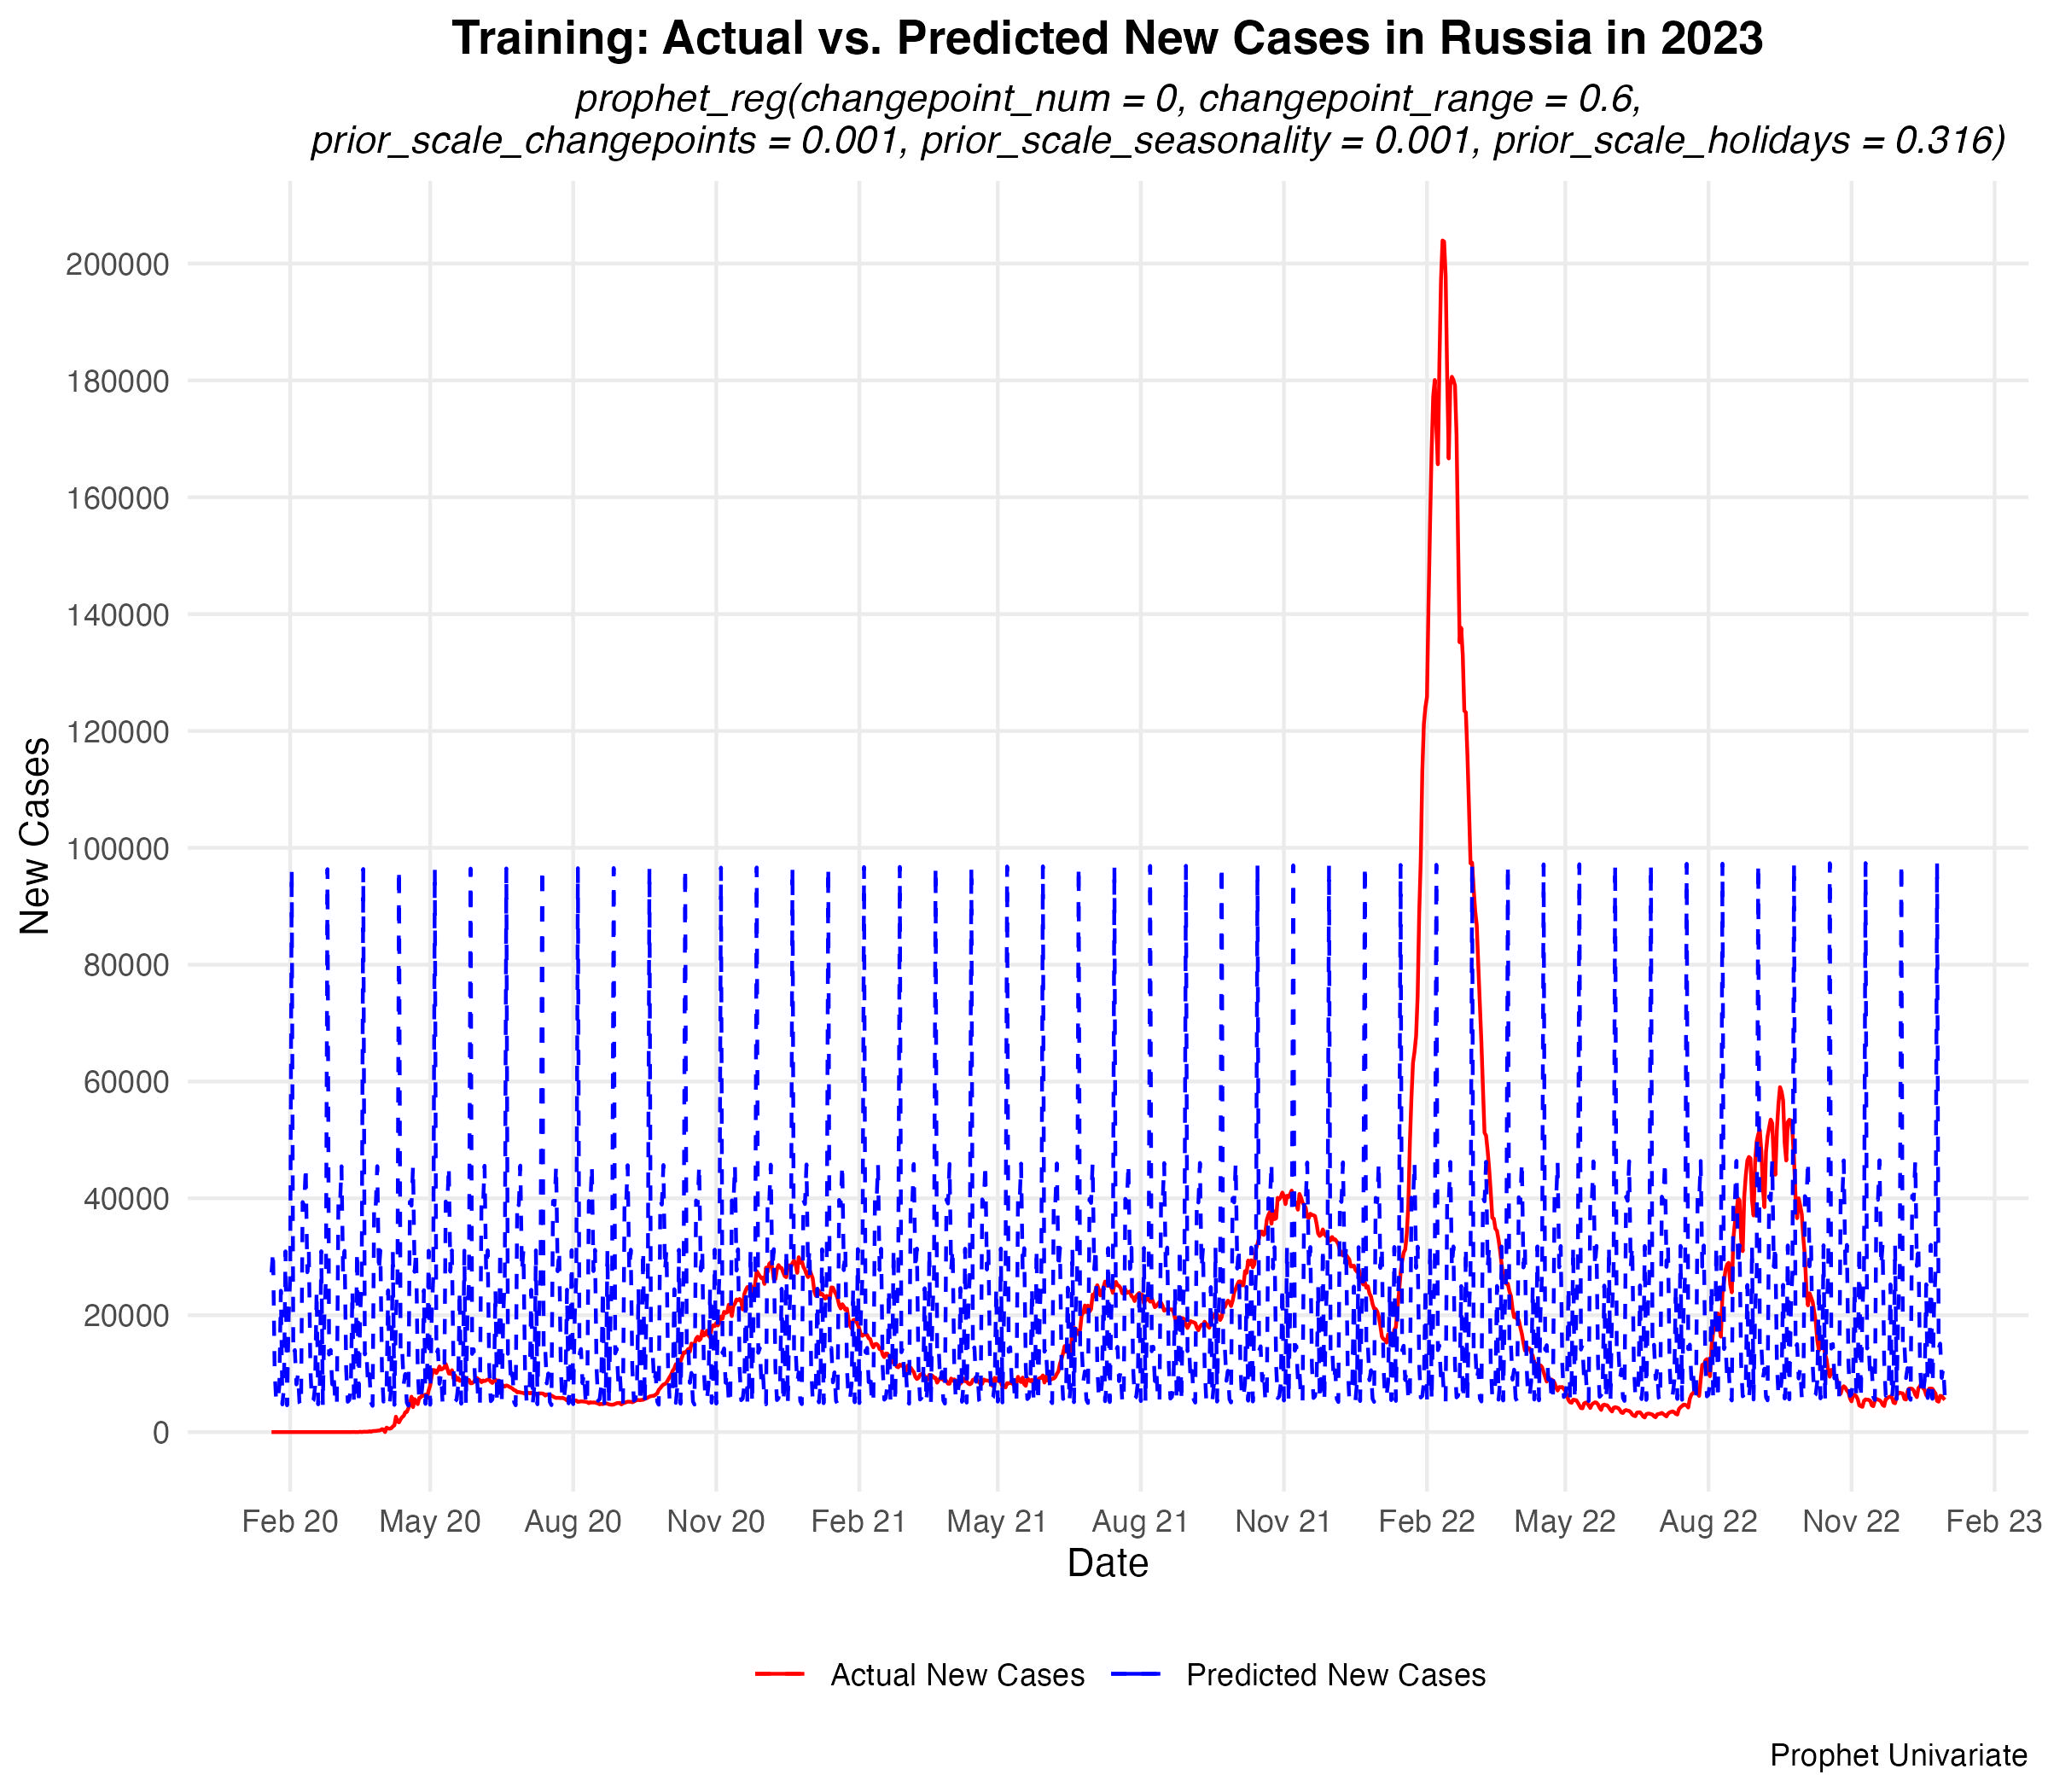 Training: Actual vs. Predicted New Cases in Russia in 2023
prophet_reg(changepoint_num = 0, changepoint_range = 0.6,
prior_scale_changepoints = 0.001, prior_scale_seasonality = 0.001, prior_scale_holidays = 0.316)
New Cases
200000
180000
160000
140000
120000
100000
80000
60000
40000
20000
0
Feb 20 May 20 Aug 20 Nov 20 Feb 21 May 21 Aug 21 Nov 21 Feb 22 May 22 Aug 22 Nov 22 Feb 23
Date
Actual New Cases Predicted New Cases
Prophet Univariate